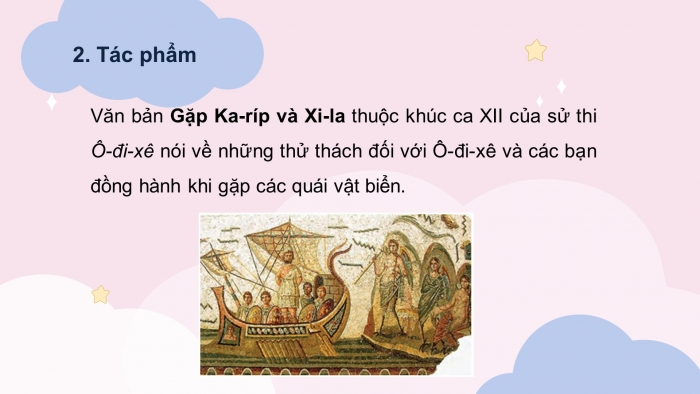 2. Tác phẩm
Văn bản Gặp Ka-ríp và Xi-la thuộc khúc ca XII của sử thi
Ô-đi-xê nói về những thử thách đối với Ô-đi-xê và các bạn
đồng hành khi gặp các quái vật biển.